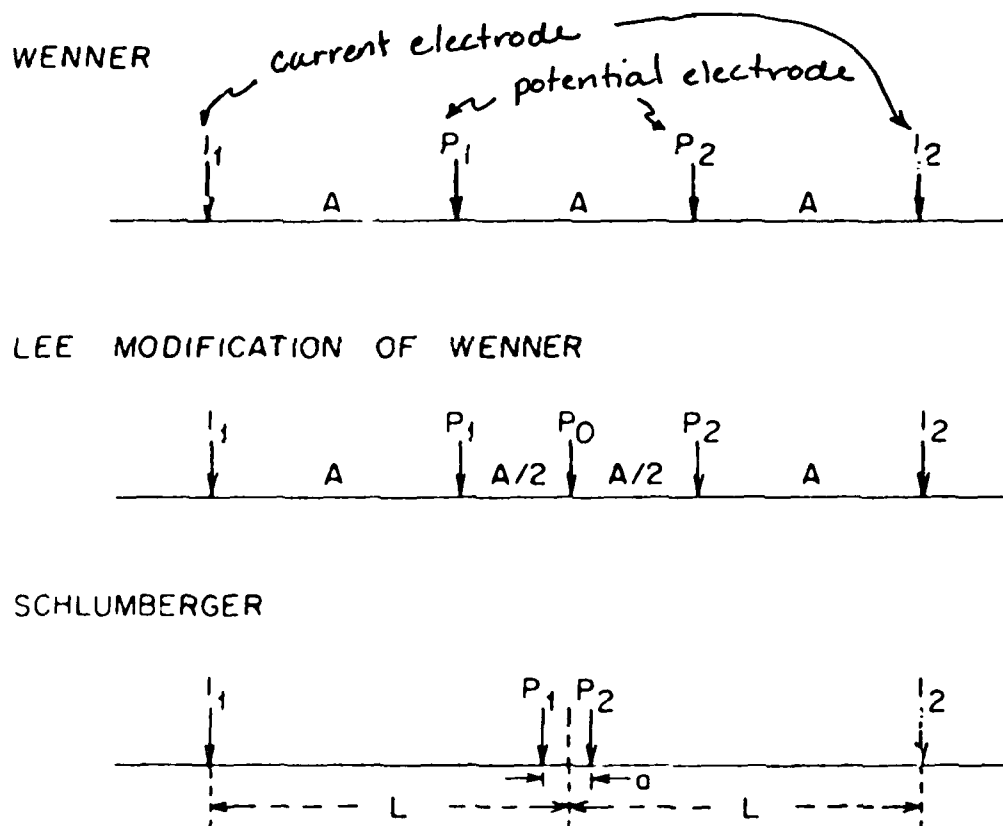 WENNER
current electrode
potential electrode
I1 P1 P2 I2
A A A
LEE MODIFICATION OF WENNER
I1 P1 P0 P2 I2
A A/2 A/2 A
SCHLUMBERGER
I1 P1 P2 I2
a
L L